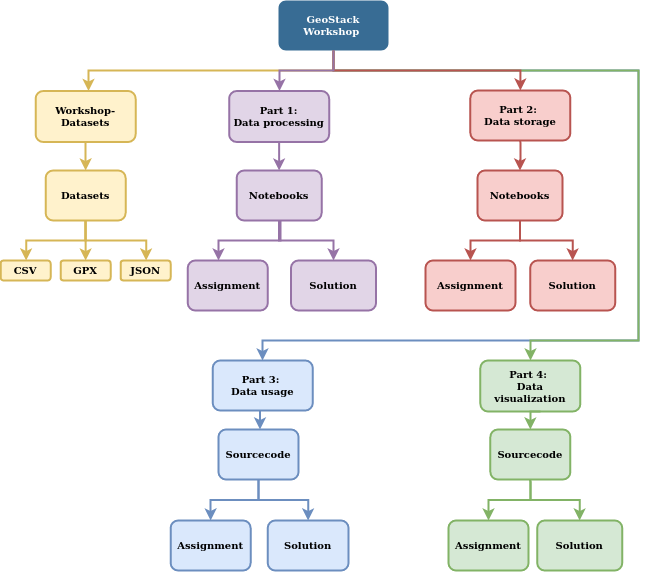 GeoStack
Workshop
Workshop-
Datasets
Part 1:
Data processing
Part 2:
Data storage
Datasets
Notebooks
Notebooks
CSV
GPX
JSON
Assignment
Solution
Assignment
Solution
Part 3:
Data usage
Part 4:
Data
visualization
Sourcecode
Sourcecode
Assignment
Solution
Assignment
Solution